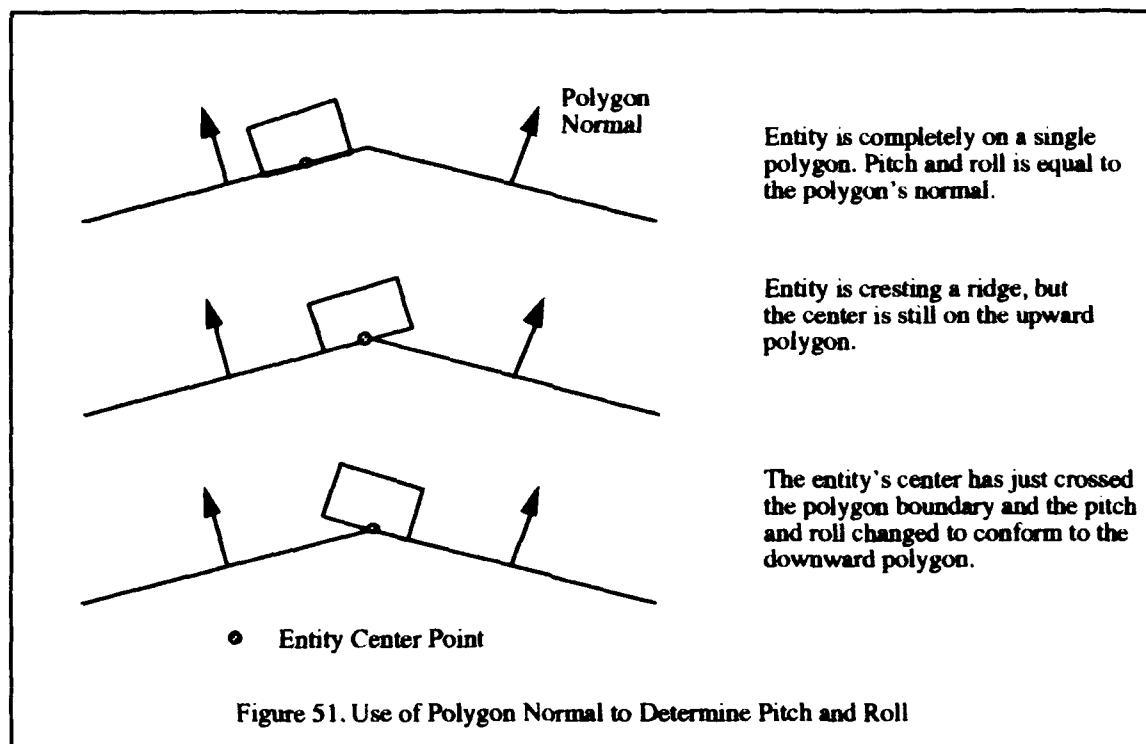 Polygon
Normal
Entity is completely on a single
polygon. Pitch and roll is equal to
the polygon's normal.
Entity is cresting a ridge, but
the center is still on the upward
polygon.
The entity's center has just crossed
the polygon boundary and the pitch
and roll changed to conform to the
downward polygon.
Entity Center Point
Figure 51. Use of Polygon Normal to Determine Pitch and Roll